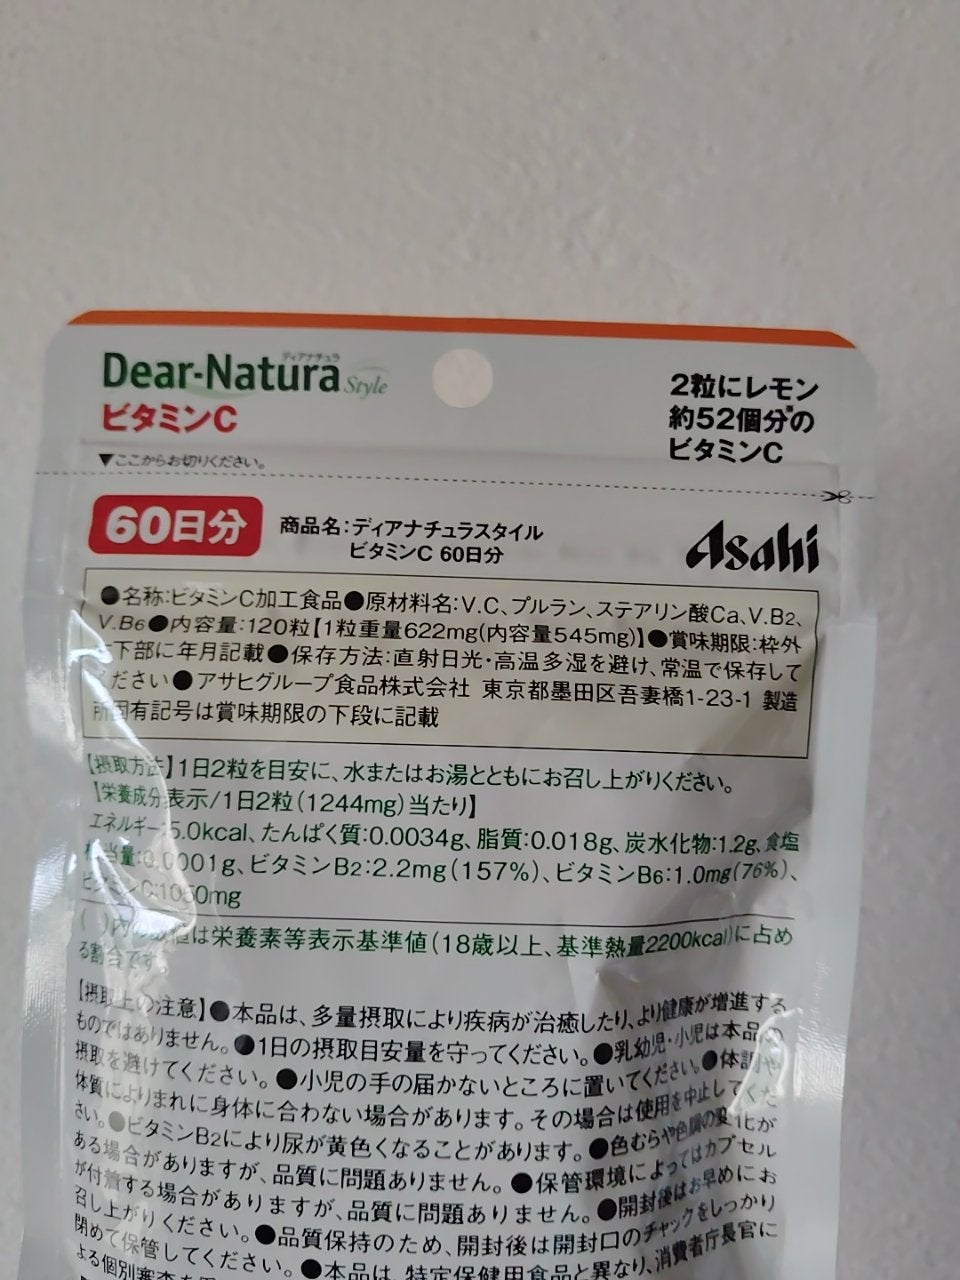 ディアナチュラ
Dear-Natura Style
ビタミンC
2粒にレモン
約52個分※の
ビタミンC
▼ここからお切りください。
60日分
商品名:ディアナチュラスタイル
ビタミンC 60日分
Asahi
●名称:ビタミンC加工食品●原材料名:V.C、プルラン、ステアリン酸Ca、V.B2、
V.B6●内容量:120粒【1粒重量622mg(内容量545mg)】●賞味期限:枠外
下部に年月記載●保存方法:直射日光・高温多湿を避け、常温で保存して
ください●アサヒグループ食品株式会社 東京都墨田区吾妻橋1-23-1 製造
所固有記号は賞味期限の下段に記載
【摂取方法】1日2粒を目安に、水またはお湯とともにお召し上がりください。
【栄養成分表示/1日2粒(1244mg)当たり】
エネルギー:5.0kcal、たんぱく質:0.0034g、脂質:0.018g、炭水化物:1.2g、食塩
相当量:0.0001g、ビタミンB2:2.2mg(157%)、ビタミンB6:1.0mg(76%)、
ビタミンC:1050mg
( )内の数値は栄養素等表示基準値(18歳以上、基準熱量2200kcal)に占め
る割合です。
【摂取上の注意】●本品は、多量摂取により疾病が治癒したり、より健康が増進する
ものではありません。●1日の摂取目安量を守ってください。●乳幼児・小児は本品の
摂取を避けてください。●小児の手の届かないところに置いてください。●体調や
体質によりまれに身体に合わない場合があります。その場合は使用を中止してくだ
さい。●ビタミンB2により尿が黄色くなることがあります。●色むらや色調の変化が
ある場合がありますが、品質に問題ありません。●保管環境によってはカプセル
が付着する場合がありますが、品質に問題ありません。●開封後はお早めにお
召し上がりください。●品質保持のため、開封後は開封口のチャックをしっかり
閉めて保管してください。●本品は、特定保健用食品と異なり、消費者庁長官に
よる個別審査を